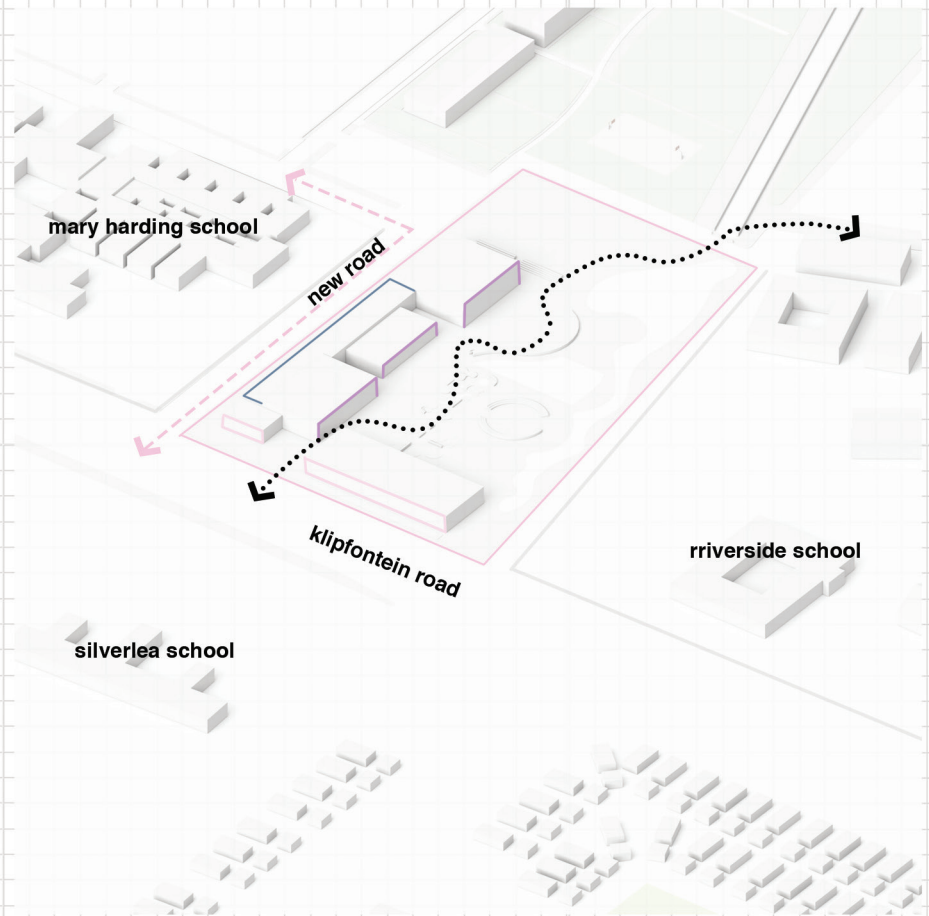 mary harding school
new road
klipfontein road
rriverside school
silverlea school